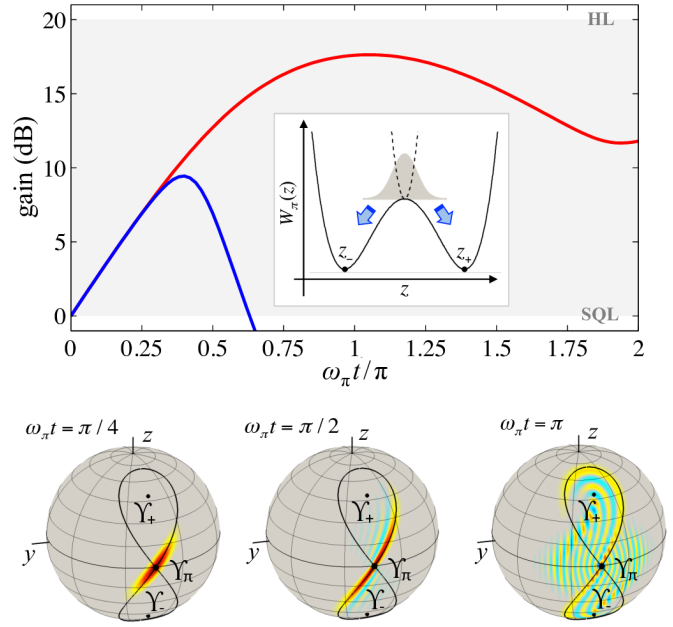 20
HL
15
10
5
0
gain (dB)
W_π(z)
z_-
z_+
z
SQL
0
0.25
0.5
0.75
1.0
1.25
1.5
1.75
2
ω_π t/π
ω_π t = π / 4
z
ω_π t = π / 2
z
ω_π t = π
z
y
ϒ_+
ϒ_π
ϒ_-
y
ϒ_+
ϒ_π
ϒ_-
y
ϒ_+
ϒ_π
ϒ_-